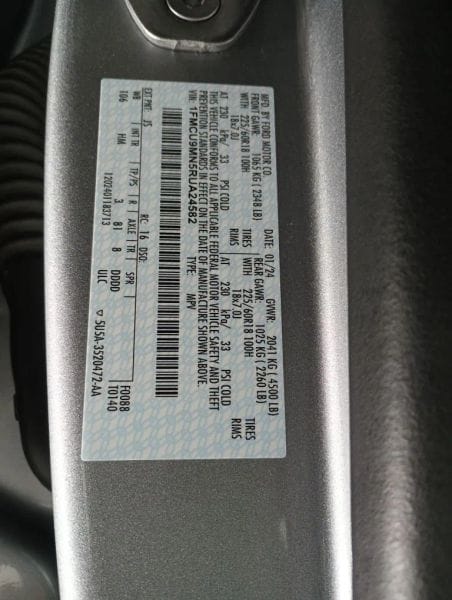 MFD. BY FORD MOTOR CO. DATE: 01/24 GVWR: 2041 KG ( 4500 LB)
FRONT GAWR: 1065 KG ( 2348 LB) REAR GAWR: 1025 KG ( 2260 LB)
WITH 225/60R18 100H TIRES WITH 225/60R18 100H TIRES
18x7.0J RIMS 18x7.0J RIMS
AT 230 kPa/ 33 PSI COLD AT 230 kPa/ 33 PSI COLD
THIS VEHICLE CONFORMS TO ALL APPLICABLE FEDERAL MOTOR VEHICLE SAFETY AND THEFT
PREVENTION STANDARDS IN EFFECT ON THE DATE OF MANUFACTURE SHOWN ABOVE.
VIN: 1FMCU9MN5RUA24582 TYPE: MPV
EXT PNT: JS RC: 16 DSO: F0088
WB INT TR TP/PS R AXLE TR SPR T0140
106 HM 3 81 8 DDDD
ULC
1202401183713 5U5A-3520472-AA